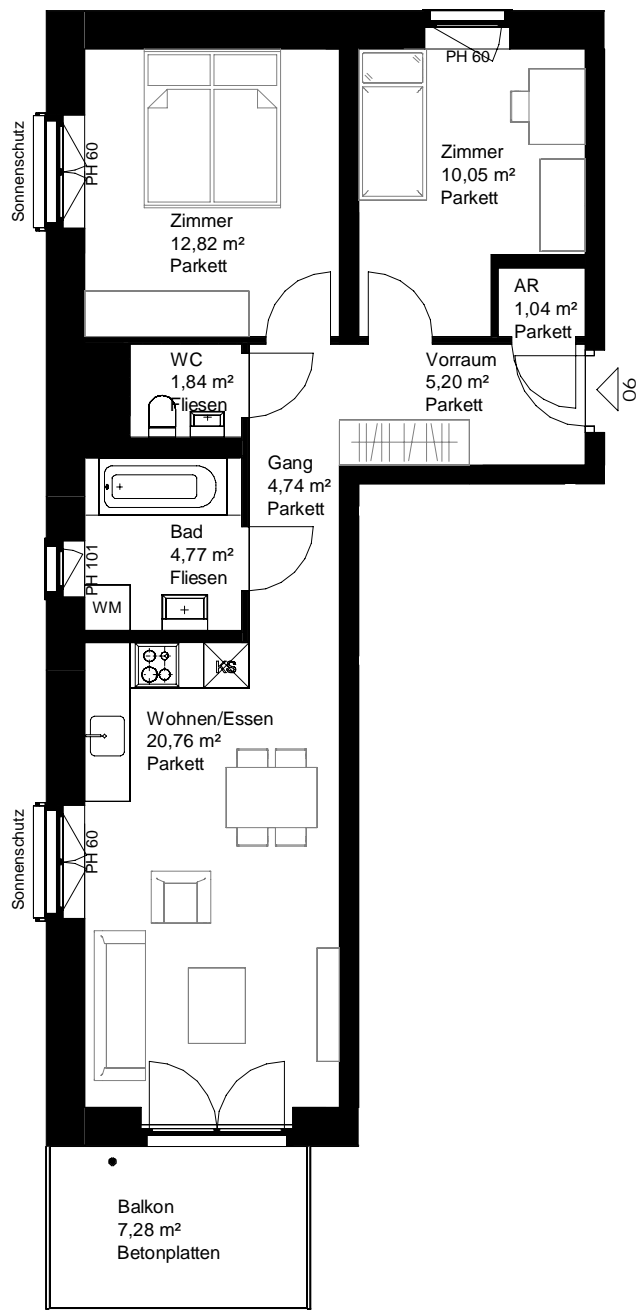 PH 60
Sonnenschutz
PH 60
Zimmer
10,05 m²
Parkett
Zimmer
12,82 m²
Parkett
AR
1,04 m²
Parkett
WC
1,84 m²
Fliesen
Vorraum
5,20 m²
Parkett
06
Gang
4,74 m²
Parkett
Bad
4,77 m²
Fliesen
PH 101
WM
KS
Wohnen/Essen
20,76 m²
Parkett
Sonnenschutz
PH 60
Balkon
7,28 m²
Betonplatten